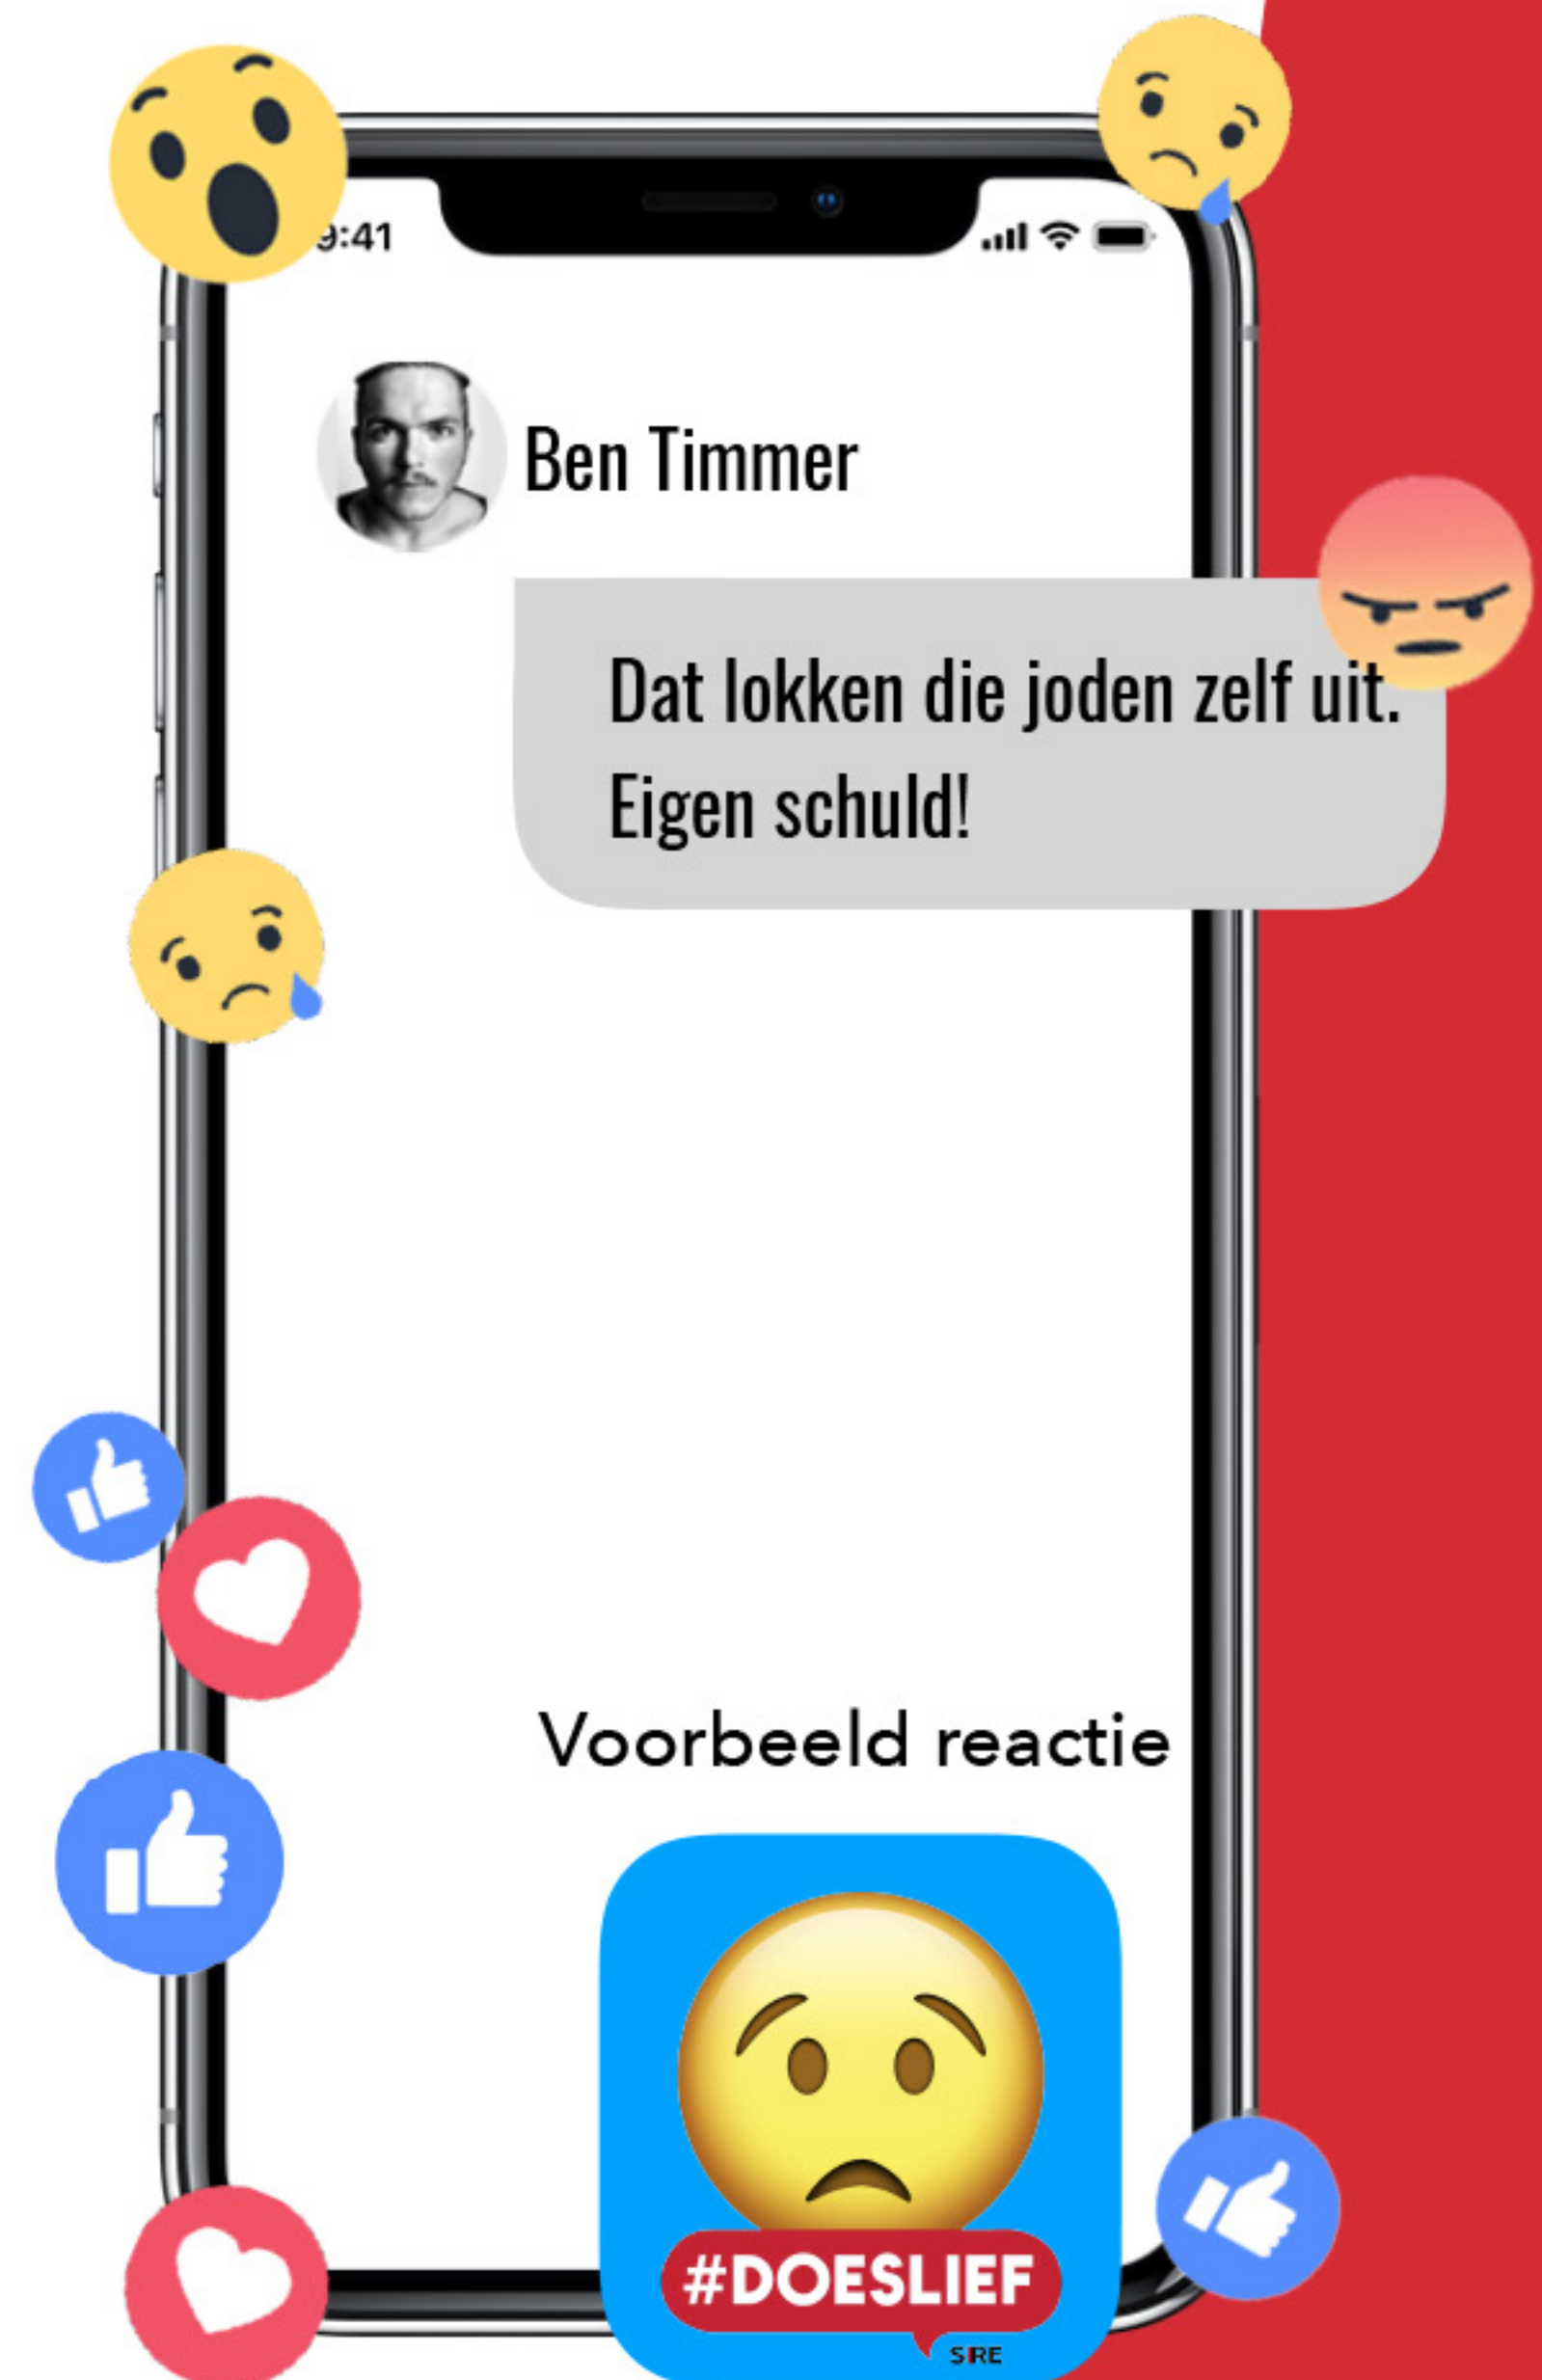 9:41
Ben Timmer
Dat lokken die joden zelf uit.
Eigen schuld!
Voorbeeld reactie
#DOESLIEF
SIRE